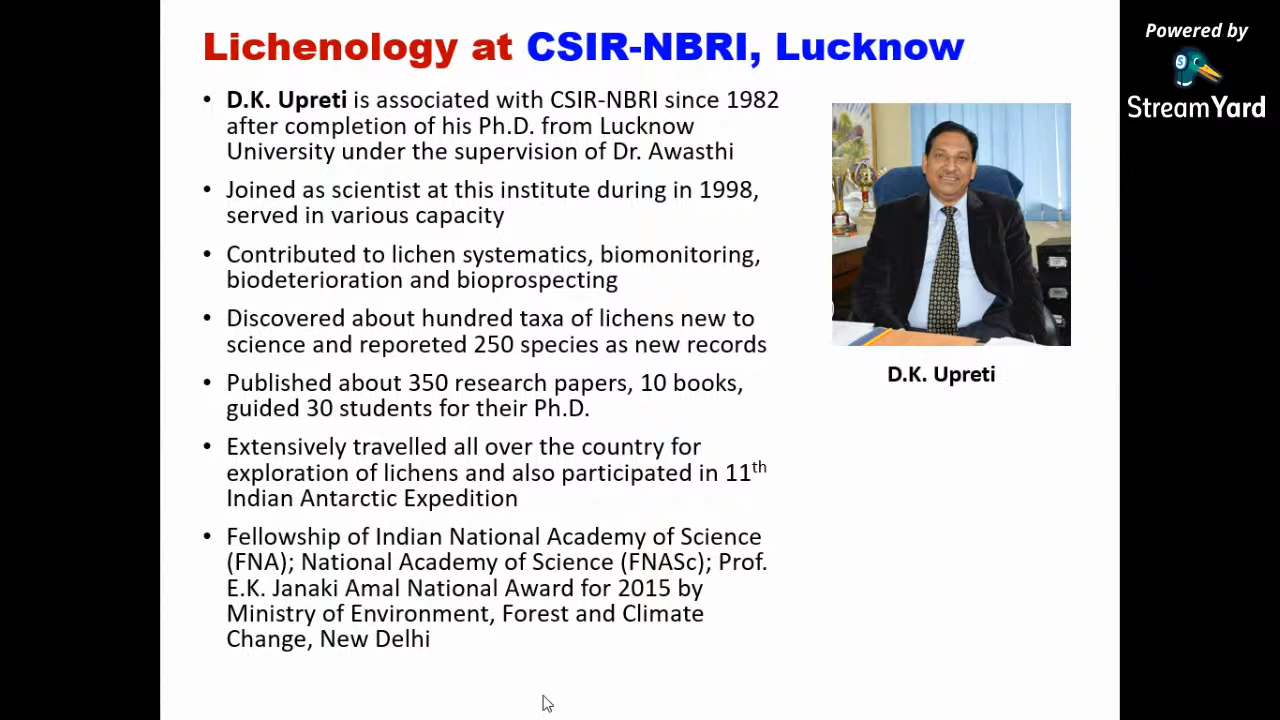 Lichenology at CSIR-NBRI, Lucknow
Powered by
StreamYard
• D.K. Upreti is associated with CSIR-NBRI since 1982
after completion of his Ph.D. from Lucknow
University under the supervision of Dr. Awasthi
• Joined as scientist at this institute during in 1998,
served in various capacity
• Contributed to lichen systematics, biomonitoring,
biodeterioration and bioprospecting
• Discovered about hundred taxa of lichens new to
science and reporeted 250 species as new records
• Published about 350 research papers, 10 books,
guided 30 students for their Ph.D.
• Extensively travelled all over the country for
exploration of lichens and also participated in 11th
Indian Antarctic Expedition
• Fellowship of Indian National Academy of Science
(FNA); National Academy of Science (FNASc); Prof.
E.K. Janaki Amal National Award for 2015 by
Ministry of Environment, Forest and Climate
Change, New Delhi
D.K. Upreti